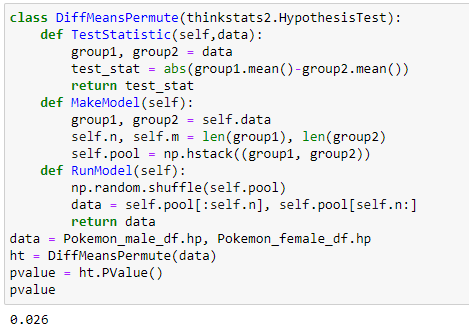 class DiffMeansPermute(thinkstats2.HypothesisTest):
    def TestStatistic(self,data):
        group1, group2 = data
        test_stat = abs(group1.mean()-group2.mean())
        return test_stat
    def MakeModel(self):
        group1, group2 = self.data
        self.n, self.m = len(group1), len(group2)
        self.pool = np.hstack((group1, group2))
    def RunModel(self):
        np.random.shuffle(self.pool)
        data = self.pool[:self.n], self.pool[self.n:]
        return data
data = Pokemon_male_df.hp, Pokemon_female_df.hp
ht = DiffMeansPermute(data)
pvalue = ht.PValue()
pvalue
0.026